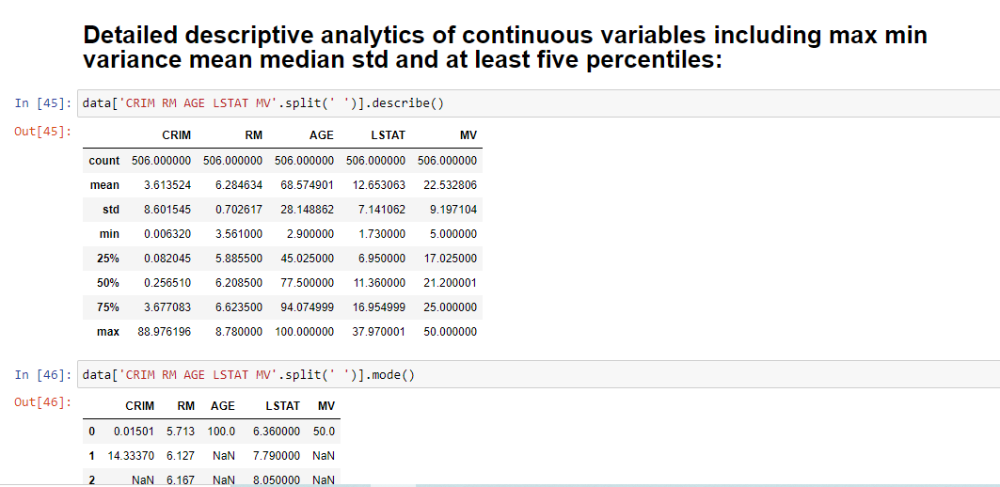 Detailed descriptive analytics of continuous variables including max min
variance mean median std and at least five percentiles:
In [45]: data['CRIM RM AGE LSTAT MV'.split(' ')].describe()
Out[45]:
CRIM RM AGE LSTAT MV
count 506.000000 506.000000 506.000000 506.000000 506.000000
mean 3.613524 6.284634 68.574901 12.653063 22.532806
std 8.601545 0.702617 28.148862 7.141062 9.197104
min 0.006320 3.561000 2.900000 1.730000 5.000000
25% 0.082045 5.885500 45.025000 6.950000 17.025000
50% 0.256510 6.208500 77.500000 11.360000 21.200001
75% 3.677083 6.623500 94.074999 16.954999 25.000000
max 88.976196 8.780000 100.000000 37.970001 50.000000
In [46]: data['CRIM RM AGE LSTAT MV'.split(' ')].mode()
Out[46]:
CRIM RM AGE LSTAT MV
0 0.01501 5.713 100.0 6.360000 50.0
1 14.33370 6.127 NaN 7.790000 NaN
2 NaN 6.167 NaN 8.050000 NaN